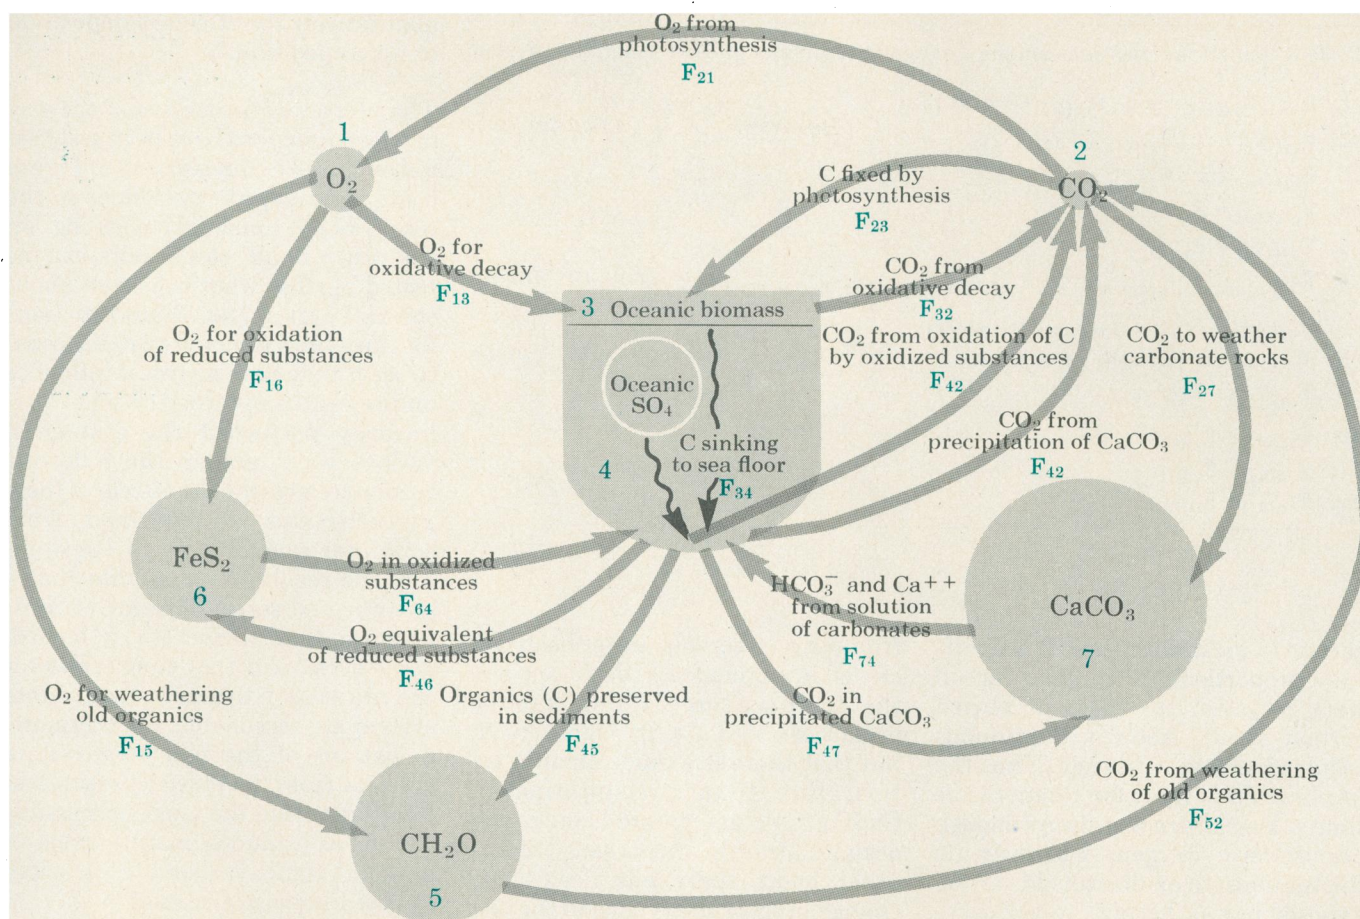 O₂ from
photosynthesis
F₂₁
1
O₂
2
CO₂
C fixed by
photosynthesis
F₂₃
O₂ for
oxidative decay
F₁₃
CO₂ from
oxidative decay
F₃₂
3 Oceanic biomass
O₂ for oxidation
of reduced substances
F₁₆
CO₂ from oxidation of C
by oxidized substances
F₄₂
CO₂ to weather
carbonate rocks
F₂₇
Oceanic
SO₄
4
C sinking
to sea floor
F₃₄
CO₂ from
precipitation of CaCO₃
F₄₂
FeS₂
6
O₂ in oxidized
substances
F₆₄
HCO₃⁻ and Ca⁺⁺
from solution
of carbonates
F₇₄
CaCO₃
7
O₂ equivalent
of reduced substances
F₄₆
O₂ for weathering
old organics
F₁₅
Organics (C) preserved
in sediments
F₄₅
CO₂ in
precipitated CaCO₃
F₄₇
CO₂ from weathering
of old organics
F₅₂
CH₂O
5